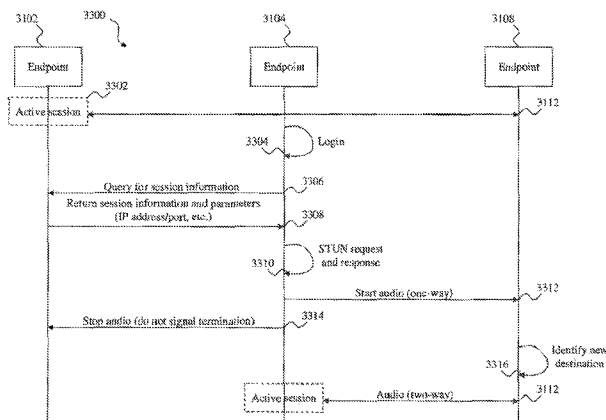 3102
3300
3104
3108
Endpoint
Endpoint
Endpoint
3302
Active session
3112
3304
Login
Query for session information
3306
Return session information and parameters
(IP address/port, etc.)
3308
STUN request
and response
3310
Start audio (one-way)
3312
Stop audio (do not signal termination)
3314
Identify new
destination
3316
Active session
Audio (two-way)
3112